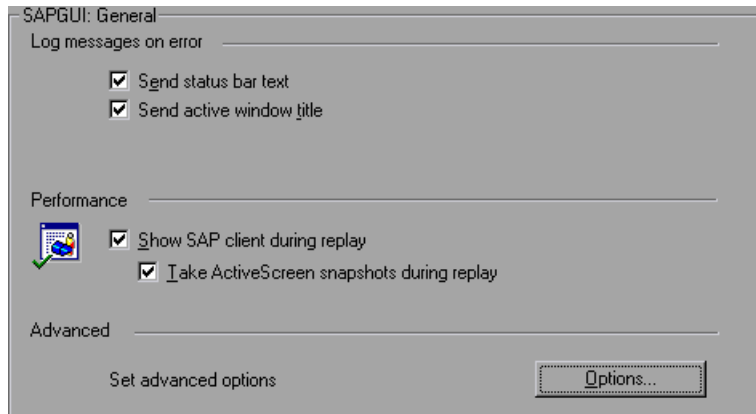 SAPGUI: General
Log messages on error
Send status bar text
Send active window title
Performance
Show SAP client during replay
Take ActiveScreen snapshots during replay
Advanced
Set advanced options
Options...